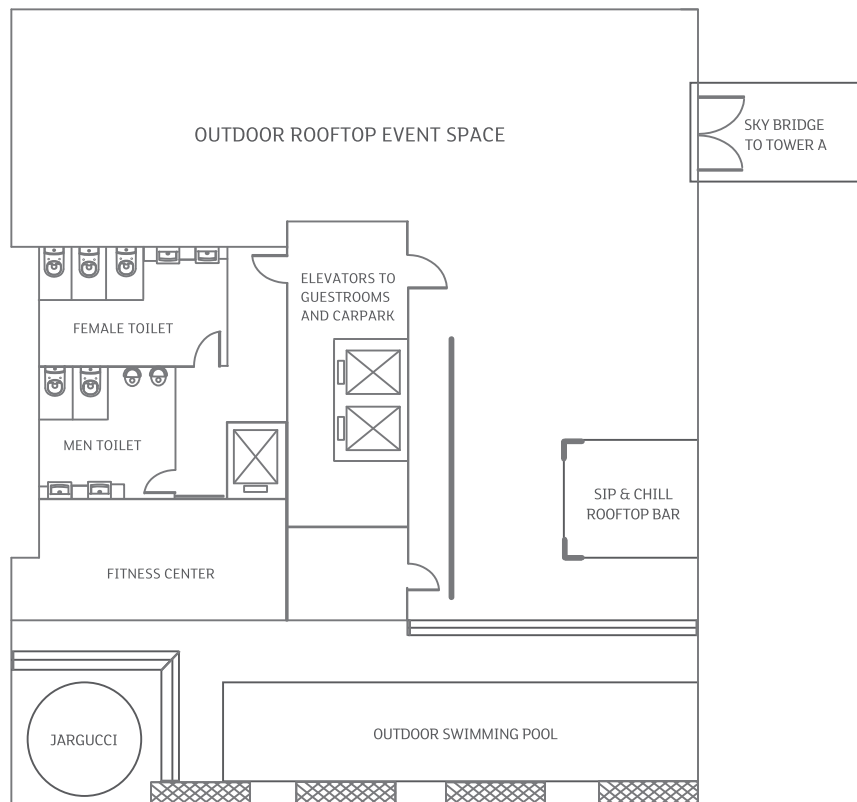 OUTDOOR ROOFTOP EVENT SPACE
SKY BRIDGE
TO TOWER A
ELEVATORS TO
GUESTROOMS
AND CARPARK
FEMALE TOILET
MEN TOILET
SIP & CHILL
ROOFTOP BAR
FITNESS CENTER
JARGUCCI
OUTDOOR SWIMMING POOL